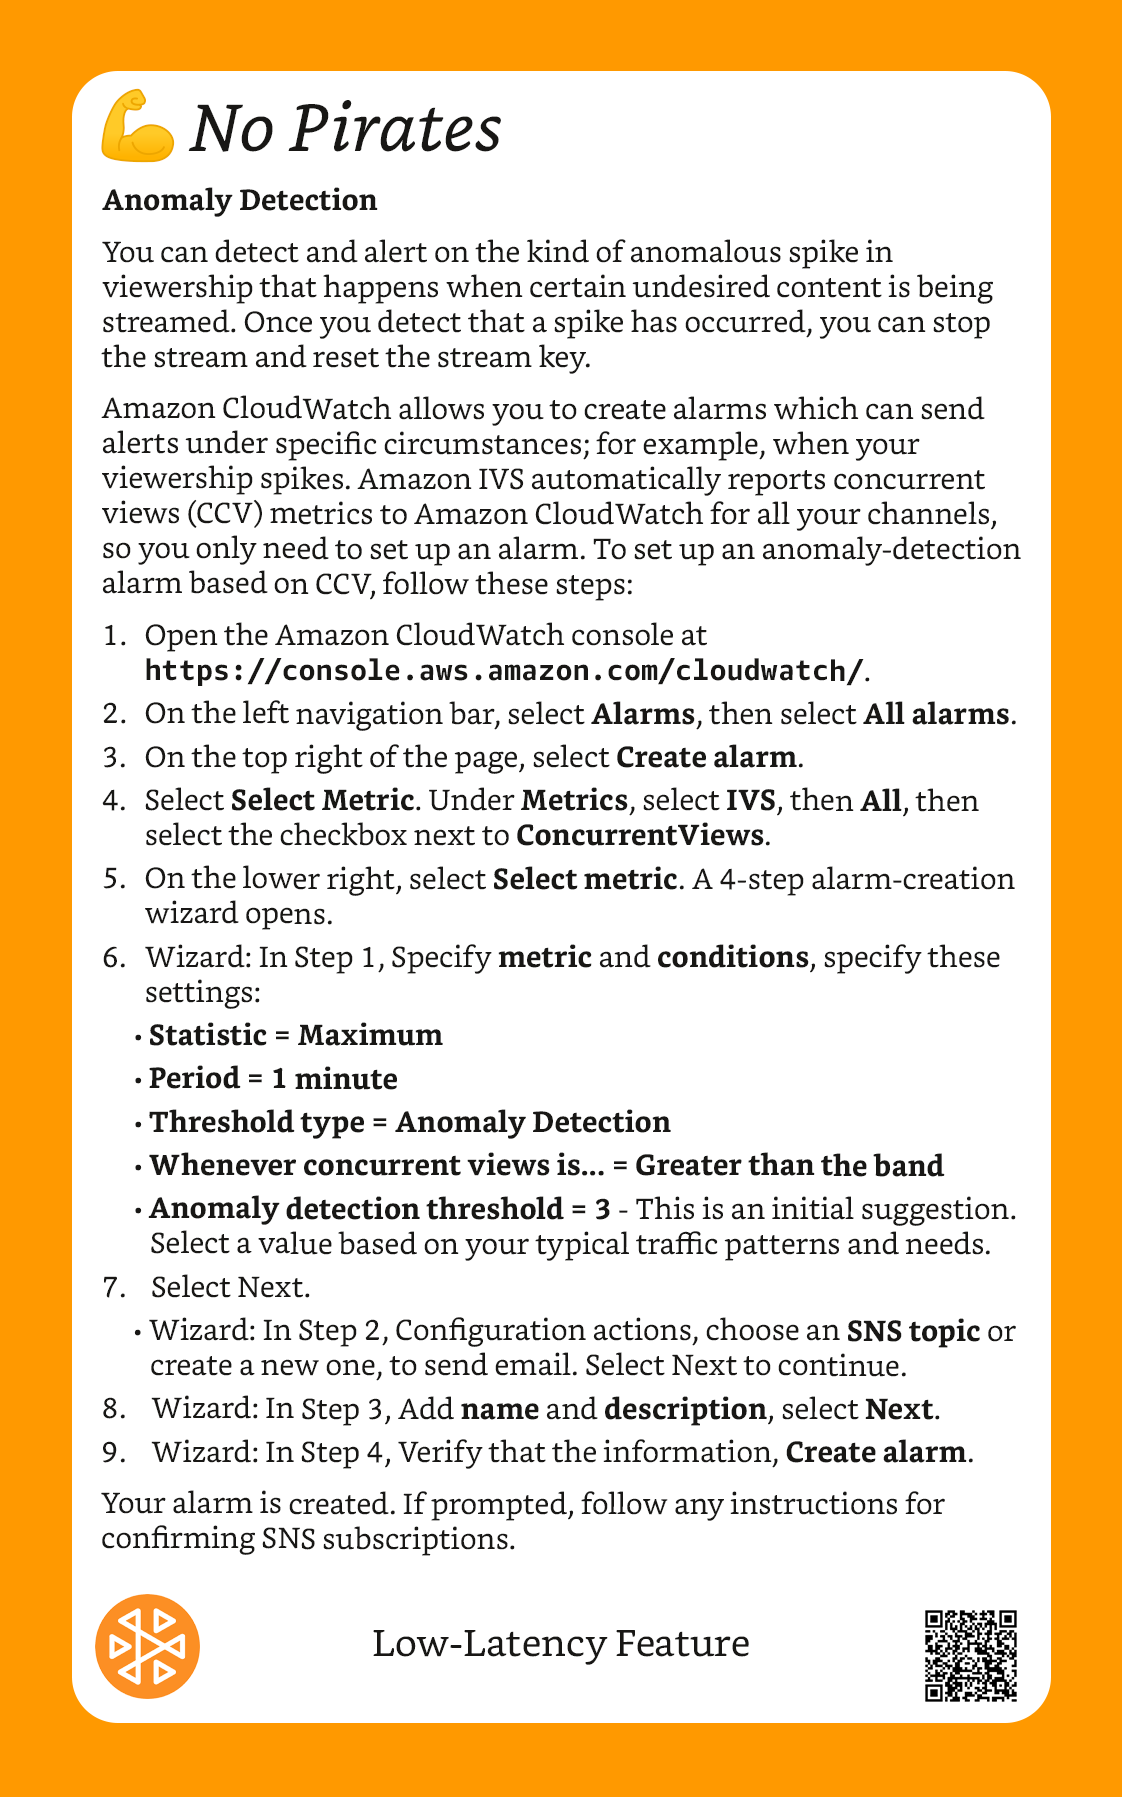 No Pirates
Anomaly Detection
You can detect and alert on the kind of anomalous spike in
viewership that happens when certain undesired content is being
streamed. Once you detect that a spike has occurred, you can stop
the stream and reset the stream key.
Amazon CloudWatch allows you to create alarms which can send
alerts under specific circumstances; for example, when your
viewership spikes. Amazon IVS automatically reports concurrent
views (CCV) metrics to Amazon CloudWatch for all your channels,
so you only need to set up an alarm. To set up an anomaly-detection
alarm based on CCV, follow these steps:
1. Open the Amazon CloudWatch console at
https://console.aws.amazon.com/cloudwatch/.
2. On the left navigation bar, select Alarms, then select All alarms.
3. On the top right of the page, select Create alarm.
4. Select Select Metric. Under Metrics, select IVS, then All, then
select the checkbox next to ConcurrentViews.
5. On the lower right, select Select metric. A 4-step alarm-creation
wizard opens.
6. Wizard: In Step 1, Specify metric and conditions, specify these
settings:
• Statistic = Maximum
• Period = 1 minute
• Threshold type = Anomaly Detection
• Whenever concurrent views is... = Greater than the band
• Anomaly detection threshold = 3 - This is an initial suggestion.
Select a value based on your typical traffic patterns and needs.
7. Select Next.
• Wizard: In Step 2, Configuration actions, choose an SNS topic or
create a new one, to send email. Select Next to continue.
8. Wizard: In Step 3, Add name and description, select Next.
9. Wizard: In Step 4, Verify that the information, Create alarm.
Your alarm is created. If prompted, follow any instructions for
confirming SNS subscriptions.
Low-Latency Feature